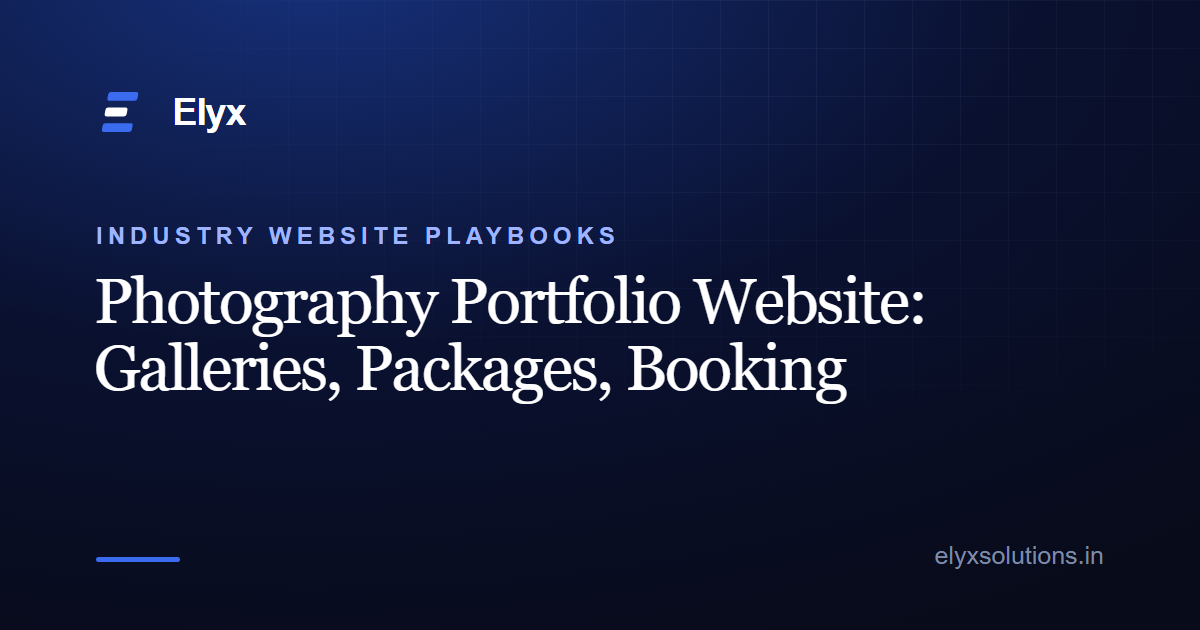 Elyx
INDUSTRY WEBSITE PLAYBOOKS
Photography Portfolio Website:
Galleries, Packages, Booking
elyxsolutions.in